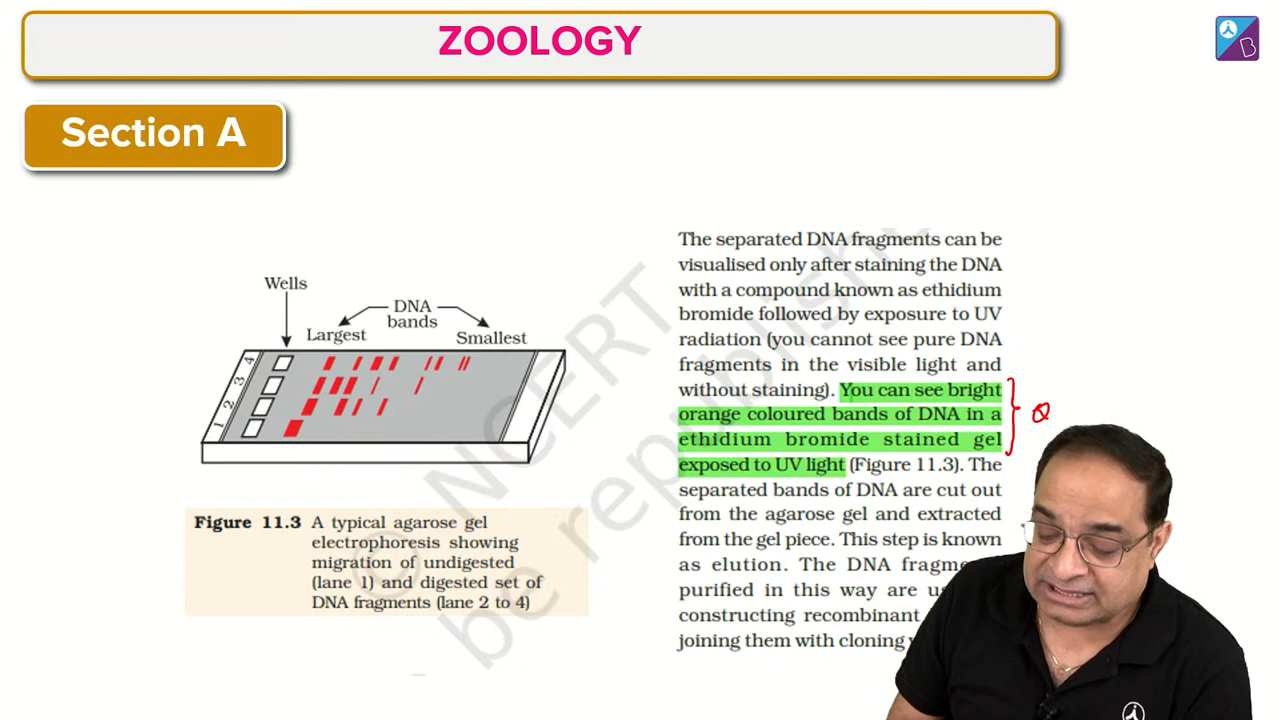 ZOOLOGY
Section A
Wells
DNA
bands
Largest
Smallest
1 2 3 4
Figure 11.3 A typical agarose gel
electrophoresis showing
migration of undigested
(lane 1) and digested set of
DNA fragments (lane 2 to 4)
The separated DNA fragments can be
visualised only after staining the DNA
with a compound known as ethidium
bromide followed by exposure to UV
radiation (you cannot see pure DNA
fragments in the visible light and
without staining). You can see bright
orange coloured bands of DNA in a
ethidium bromide stained gel
exposed to UV light (Figure 11.3). The
separated bands of DNA are cut out
from the agarose gel and extracted
from the gel piece. This step is known
as elution. The DNA
purified in this way are
constructing recombinant
joining them with cloning
© NCERT
be republish
B